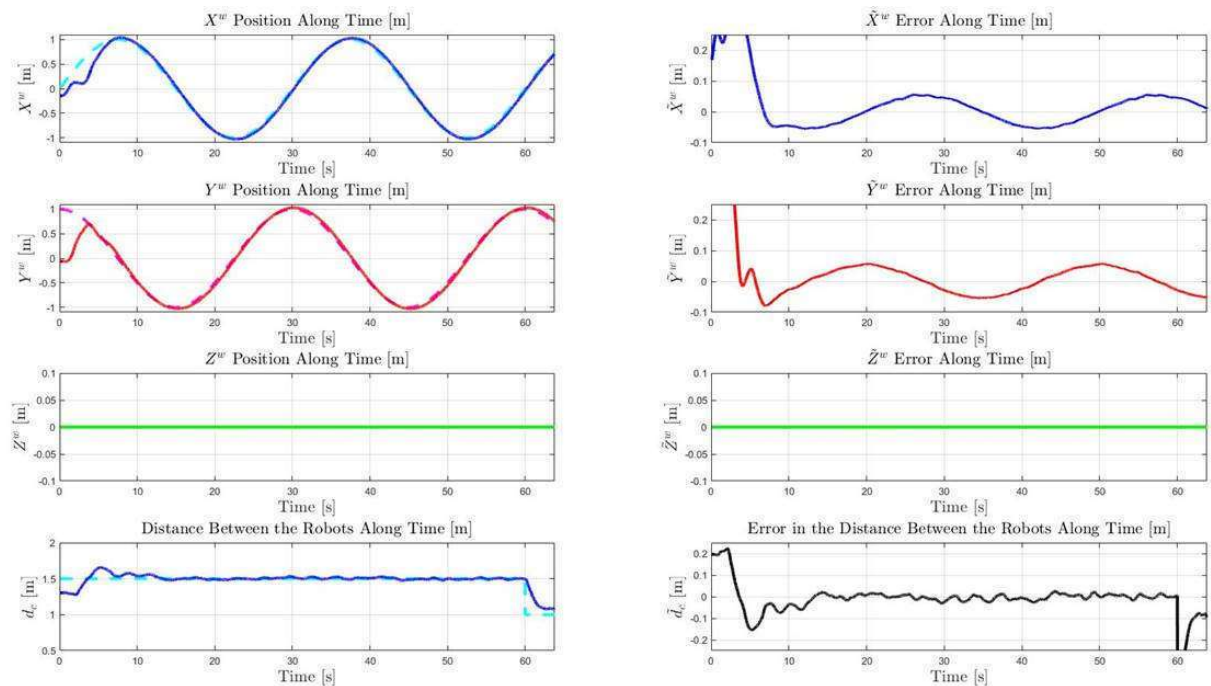 X^w Position Along Time [m]
X^w [m]
1
0.5
0
-0.5
-1
0 10 20 30 40 50 60
Time [s]
X̃^w Error Along Time [m]
X̃^w [m]
0.2
0.1
0
-0.1
0 10 20 30 40 50 60
Time [s]
Y^w Position Along Time [m]
Y^w [m]
1
0.5
0
-0.5
-1
0 10 20 30 40 50 60
Time [s]
Ỹ^w Error Along Time [m]
Ỹ^w [m]
0.2
0.1
0
-0.1
0 10 20 30 40 50 60
Time [s]
Z^w Position Along Time [m]
Z^w [m]
0.1
0.05
0
-0.05
-0.1
0 10 20 30 40 50 60
Time [s]
Z̃^w Error Along Time [m]
Z̃^w [m]
0.1
0.05
0
-0.05
-0.1
0 10 20 30 40 50 60
Time [s]
Distance Between the Robots Along Time [m]
d_c [m]
2
1.5
1
0.5
0 10 20 30 40 50 60
Time [s]
Error in the Distance Between the Robots Along Time [m]
d̃_c [m]
0.2
0.1
0
-0.1
-0.2
0 10 20 30 40 50 60
Time [s]